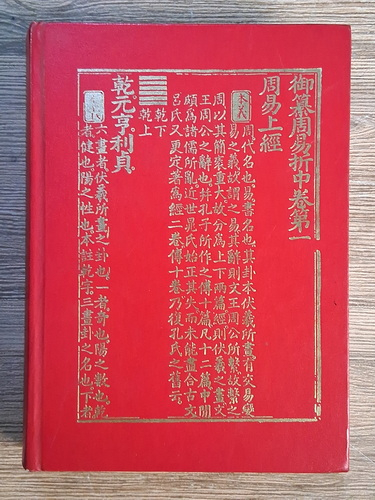 御纂周易折中卷第一
周易上經
本義
周代名也。易書名也。其卦本伏羲所畫。有交易變
易之義。故謂之易。其辭則文王周公所繫。故繫之
周。以其簡袠重大。故分爲上下兩篇。經則伏羲之畫。文
王周公之辭也。幷孔子所作之傳十篇。凡十二篇。中間
頗爲諸儒所亂。近世晁氏始正其失。而未能盡合古文。
呂氏又更定著爲經二卷。傳十卷。乃復孔氏之舊云。
乾下
乾上
乾。元亨。利貞。
本義
六畫者。伏羲所畫之卦也。一者。奇也。陽之數也。乾
者。健也。陽之性也。本註乾字。三畫卦之名也。下者